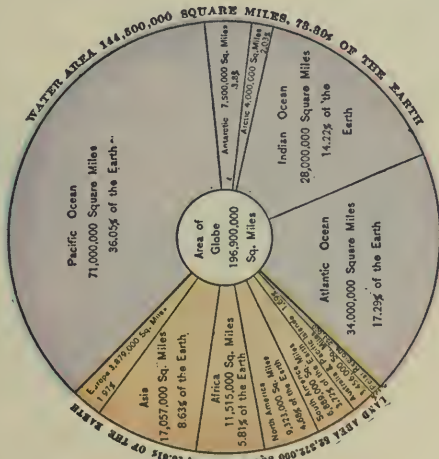 WATER AREA 144,500,000 SQUARE MILES. 73.39% OF THE EARTH
Pacific Ocean
71,000,000 Square Miles
36.05% of the Earth
Antarctic 7,500,000 Sq. Miles
3.8%
Arctic 4,000,000 Sq. Miles
2.03%
Indian Ocean
28,000,000 Square Miles
14.22% of the
Earth
Atlantic Ocean
34,000,000 Square Miles
17.29% of the Earth
Area of
Globe
196,900,000
Sq. Miles
Europe 3,879,000 Sq. Miles
1.97%
Asia
17,057,000 Sq. Miles
8.63% of the Earth
Africa
11,515,000 Sq. Miles
5.81% of the Earth
North America
9,323,000 Sq. Miles
4.69% of the Earth
South America
LAND AREA
OF THE EARTH